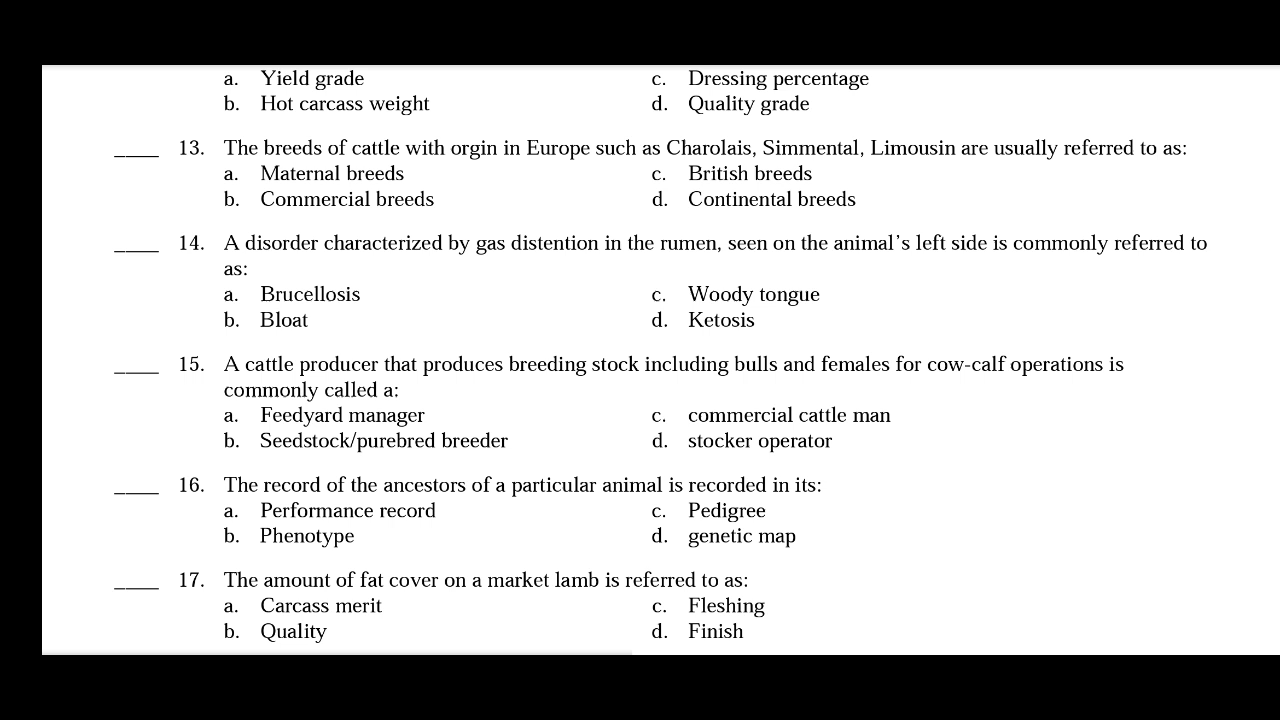 a. Yield grade c. Dressing percentage
b. Hot carcass weight d. Quality grade
____ 13. The breeds of cattle with orgin in Europe such as Charolais, Simmental, Limousin are usually referred to as:
a. Maternal breeds c. British breeds
b. Commercial breeds d. Continental breeds
____ 14. A disorder characterized by gas distention in the rumen, seen on the animal’s left side is commonly referred to
as:
a. Brucellosis c. Woody tongue
b. Bloat d. Ketosis
____ 15. A cattle producer that produces breeding stock including bulls and females for cow-calf operations is
commonly called a:
a. Feedyard manager c. commercial cattle man
b. Seedstock/purebred breeder d. stocker operator
____ 16. The record of the ancestors of a particular animal is recorded in its:
a. Performance record c. Pedigree
b. Phenotype d. genetic map
____ 17. The amount of fat cover on a market lamb is referred to as:
a. Carcass merit c. Fleshing
b. Quality d. Finish